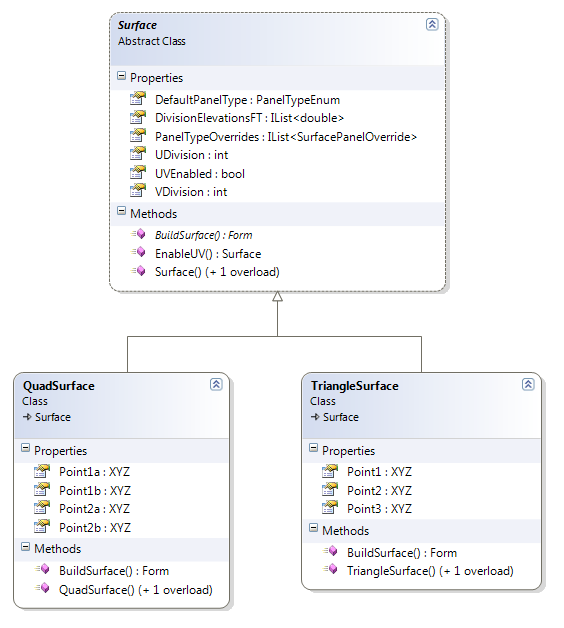 Surface
Abstract Class
Properties
DefaultPanelType : PanelTypeEnum
DivisionElevationsFT : IList<double>
PanelTypeOverrides : IList<SurfacePanelOverride>
UDivision : int
UVEnabled : bool
VDivision : int
Methods
BuildSurface() : Form
EnableUV() : Surface
Surface() (+ 1 overload)
QuadSurface
Class
Surface
Properties
Point1a : XYZ
Point1b : XYZ
Point2a : XYZ
Point2b : XYZ
Methods
BuildSurface() : Form
QuadSurface() (+ 1 overload)
TriangleSurface
Class
Surface
Properties
Point1 : XYZ
Point2 : XYZ
Point3 : XYZ
Methods
BuildSurface() : Form
TriangleSurface() (+ 1 overload)